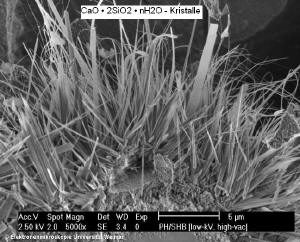 CaO • 2SiO2 • nH2O - Kristalle
Acc.V Spot Magn Det WD Exp 5 µm
2.50 kV 2.0 5000x SE 3.4 0 PH/SHB [low-kV, high-vac]
© Elektronenmikroskopie Universität Weimar